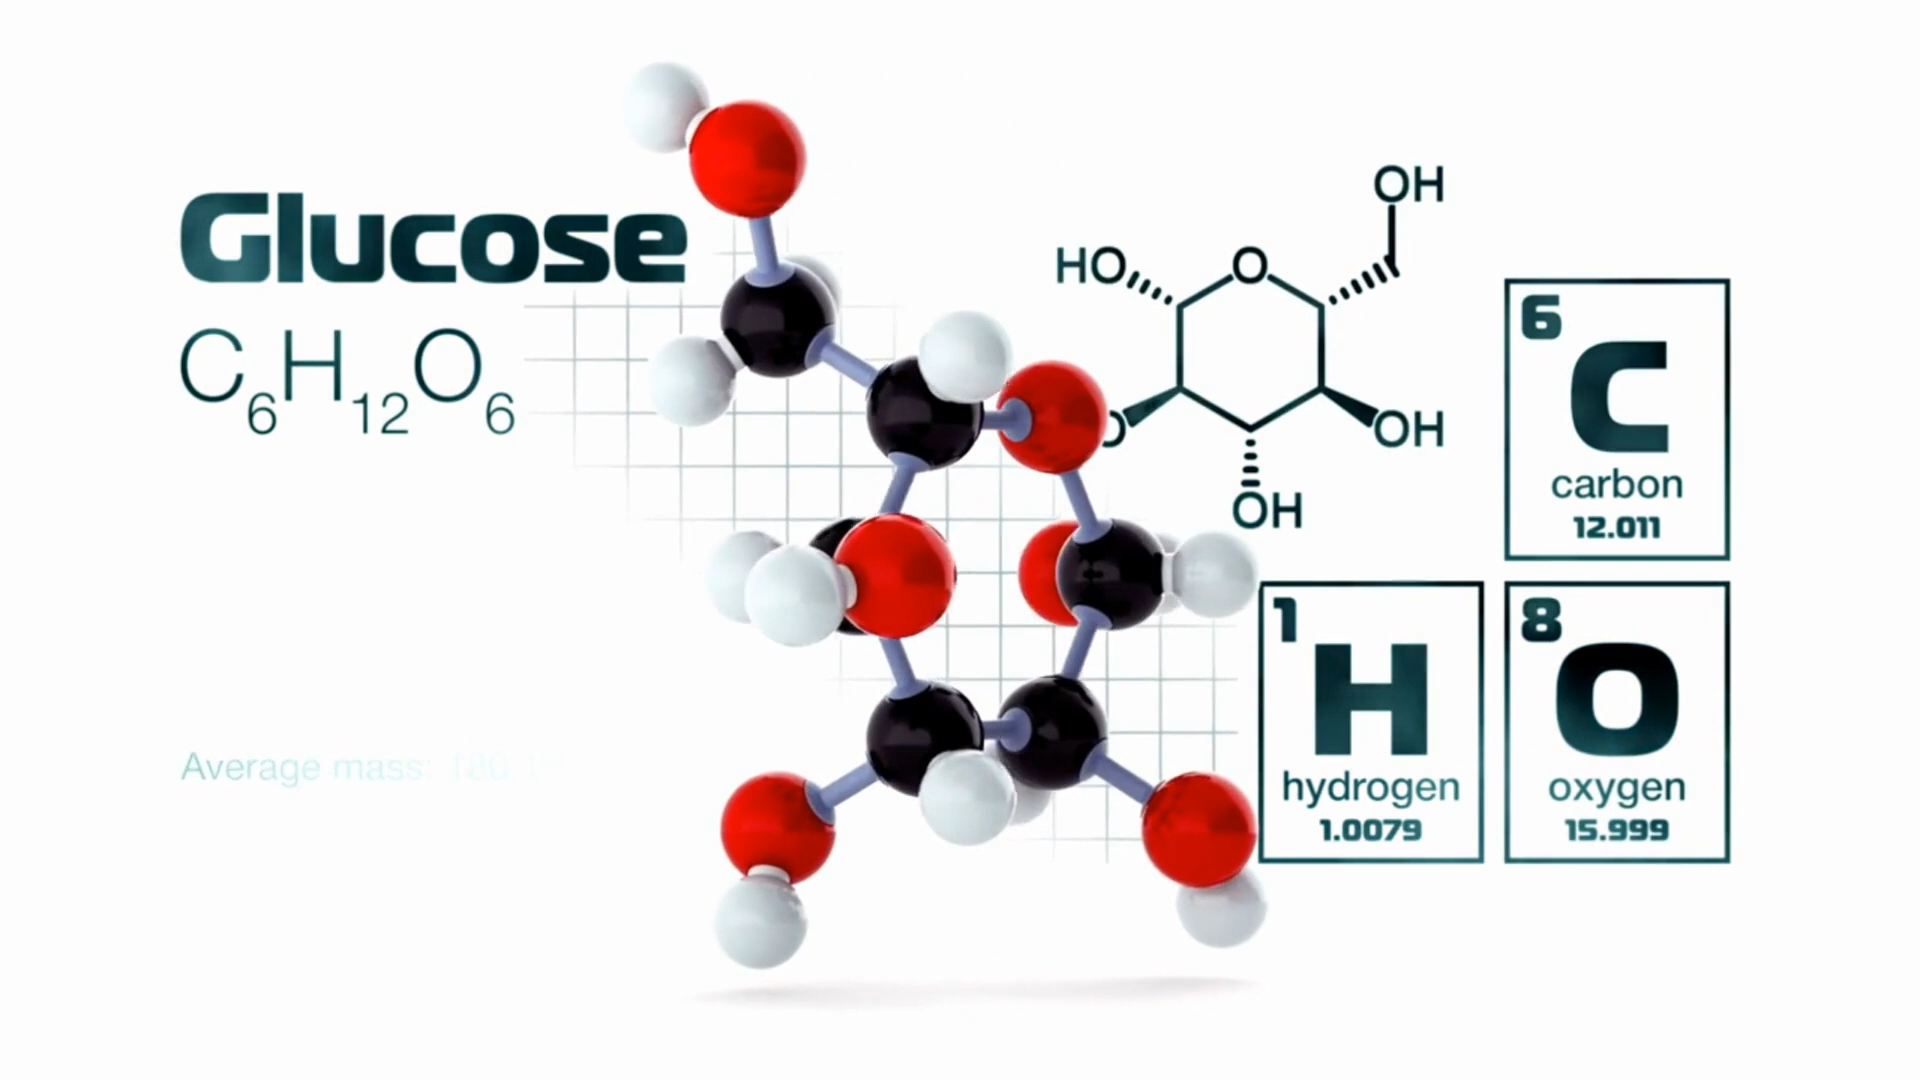 Glucose
C₆H₁₂O₆
Average mass:
OH
HO
O
OH
OH
6
C
carbon
12.011
1
H
hydrogen
1.0079
8
O
oxygen
15.999